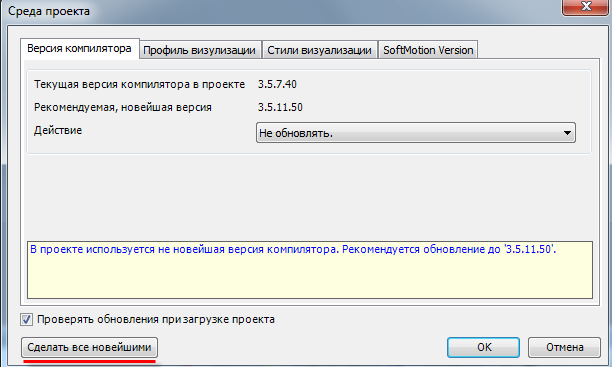 Среда проекта
Версия компилятора
Профиль визулизации
Стили визуализации
SoftMotion Version
Текущая версия компилятора в проекте 3.5.7.40
Рекомендуемая, новейшая версия 3.5.11.50
Действие Не обновлять.
В проекте используется не новейшая версия компилятора. Рекомендуется обновление до '3.5.11.50'.
Проверять обновления при загрузке проекта
Сделать все новейшими
OK
Отмена